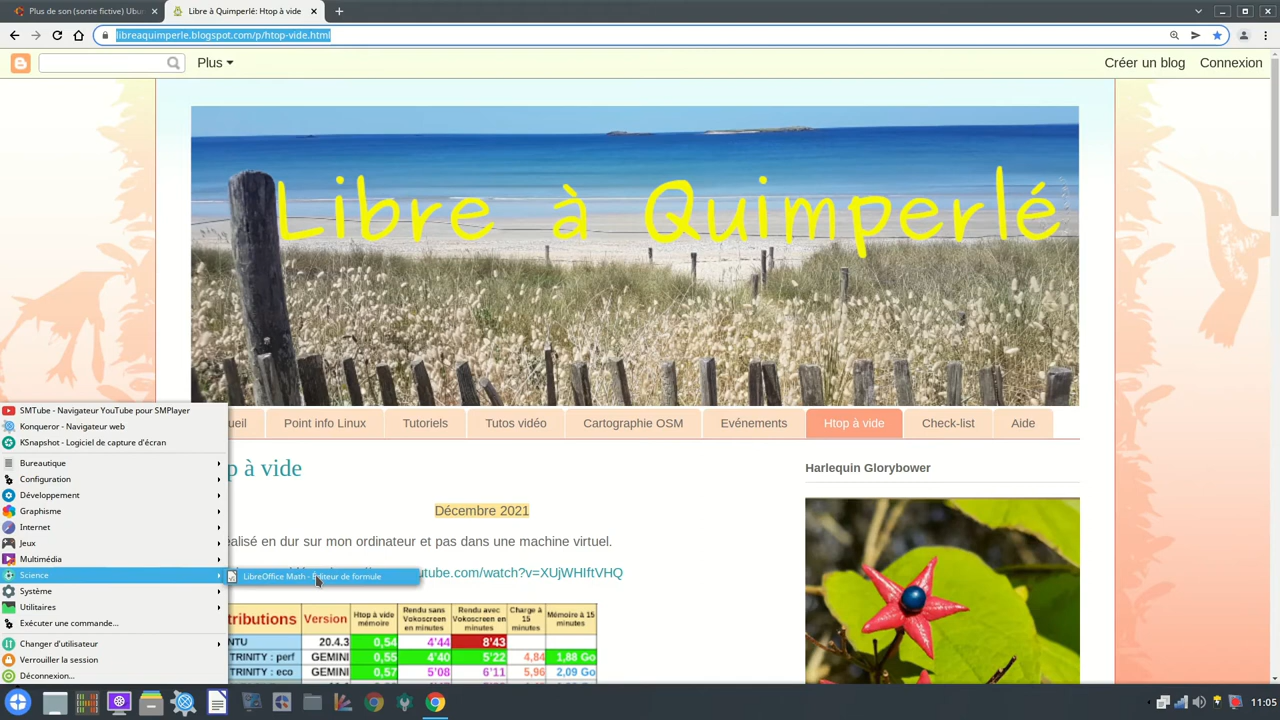 Plus de son (sortie fictive) Ubun
Libre à Quimperlé: Htop à vide
libreaquimperle.blogspot.com/p/htop-vide.html
Plus
Créer un blog
Connexion
Libre à Quimperlé
ueil
Point info Linux
Tutoriels
Tutos vidéo
Cartographie OSM
Evénements
Htop à vide
Check-list
Aide
p à vide
Harlequin Glorybower
Décembre 2021
éalisé en dur sur mon ordinateur et pas dans une machine virtuel.
utube.com/watch?v=XUjWHIftVHQ
tributions
Version
Htop à vide mémoire
Rendu sans Vokoscreen en minutes
Rendu avec Vokoscreen en minutes
Charge à 15 minutes
Mémoire à 15 minutes
NTU 20.4.3 0,54 4'44 8'43
TRINITY : perf GEMINI 0,55 4'40 5'22 4,84 1,88 Go
TRINITY : eco GEMINI 0,57 5'08 6'11 5,96 2,09 Go
SMTube - Navigateur YouTube pour SMPlayer
Konqueror - Navigateur web
KSnapshot - Logiciel de capture d'écran
Bureautique
Configuration
Développement
Graphisme
Internet
Jeux
Multimédia
Science
LibreOffice Math - Éditeur de formule
Système
Utilitaires
Exécuter une commande...
Changer d'utilisateur
Verrouiller la session
Déconnexion...
11:05